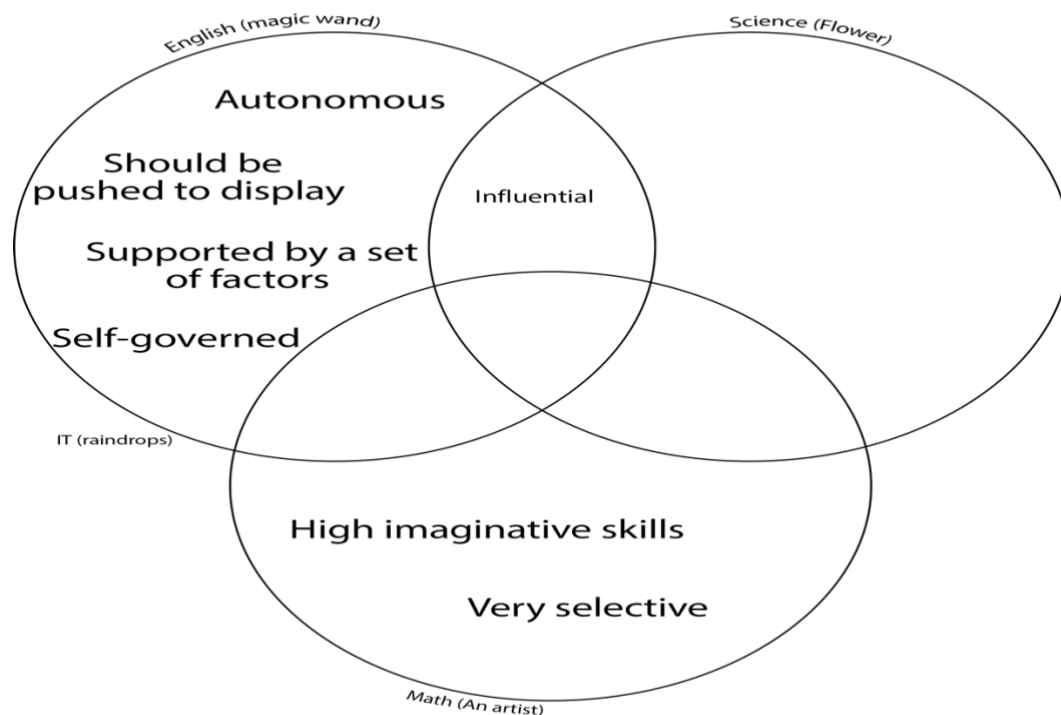 English (magic wand)
Science (Flower)
Autonomous
Should be
pushed to display
Influential
Supported by a set
of factors
Self-governed
IT (raindrops)
High imaginative skills
Very selective
Math (An artist)